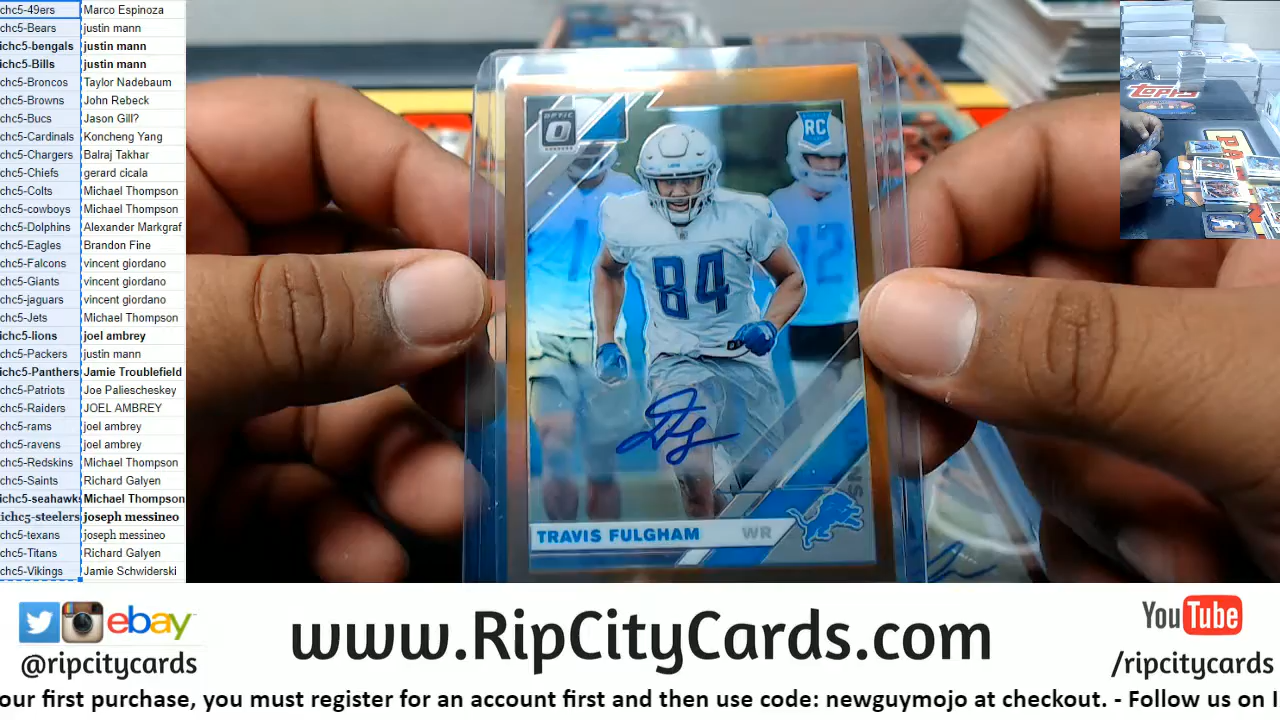 chc5-49ers Marco Espinoza
chc5-Bears justin mann
ichc5-bengals justin mann
ichc5-Bills justin mann
chc5-Broncos Taylor Nadebaum
chc5-Browns John Rebeck
chc5-Bucs Jason Gill?
chc5-Cardinals Koncheng Yang
chc5-Chargers Balraj Takhar
chc5-Chiefs gerard cicala
chc5-Colts Michael Thompson
chc5-cowboys Michael Thompson
chc5-Dolphins Alexander Markgraf
chc5-Eagles Brandon Fine
chc5-Falcons vincent giordano
chc5-Giants vincent giordano
chc5-jaguars vincent giordano
chc5-Jets Michael Thompson
ichc5-lions joel ambrey
chc5-Packers justin mann
ichc5-Panthers Jamie Troublefield
chc5-Patriots Joe Paliescheskey
chc5-Raiders JOEL AMBREY
chc5-rams joel ambrey
chc5-ravens joel ambrey
chc5-Redskins Michael Thompson
chc5-Saints Richard Galyen
ichc5-seahawks Michael Thompson
ichc5-steelers joseph messineo
chc5-texans joseph messineo
chc5-Titans Richard Galyen
chc5-Vikings Jamie Schwiderski
OPTIC
RC
84
12
TRAVIS FULGHAM WR
Topps
ebay
@ripcitycards
www.RipCityCards.com
YouTube
/ripcitycards
our first purchase, you must register for an account first and then use code: newguymojo at checkout. - Follow us on I